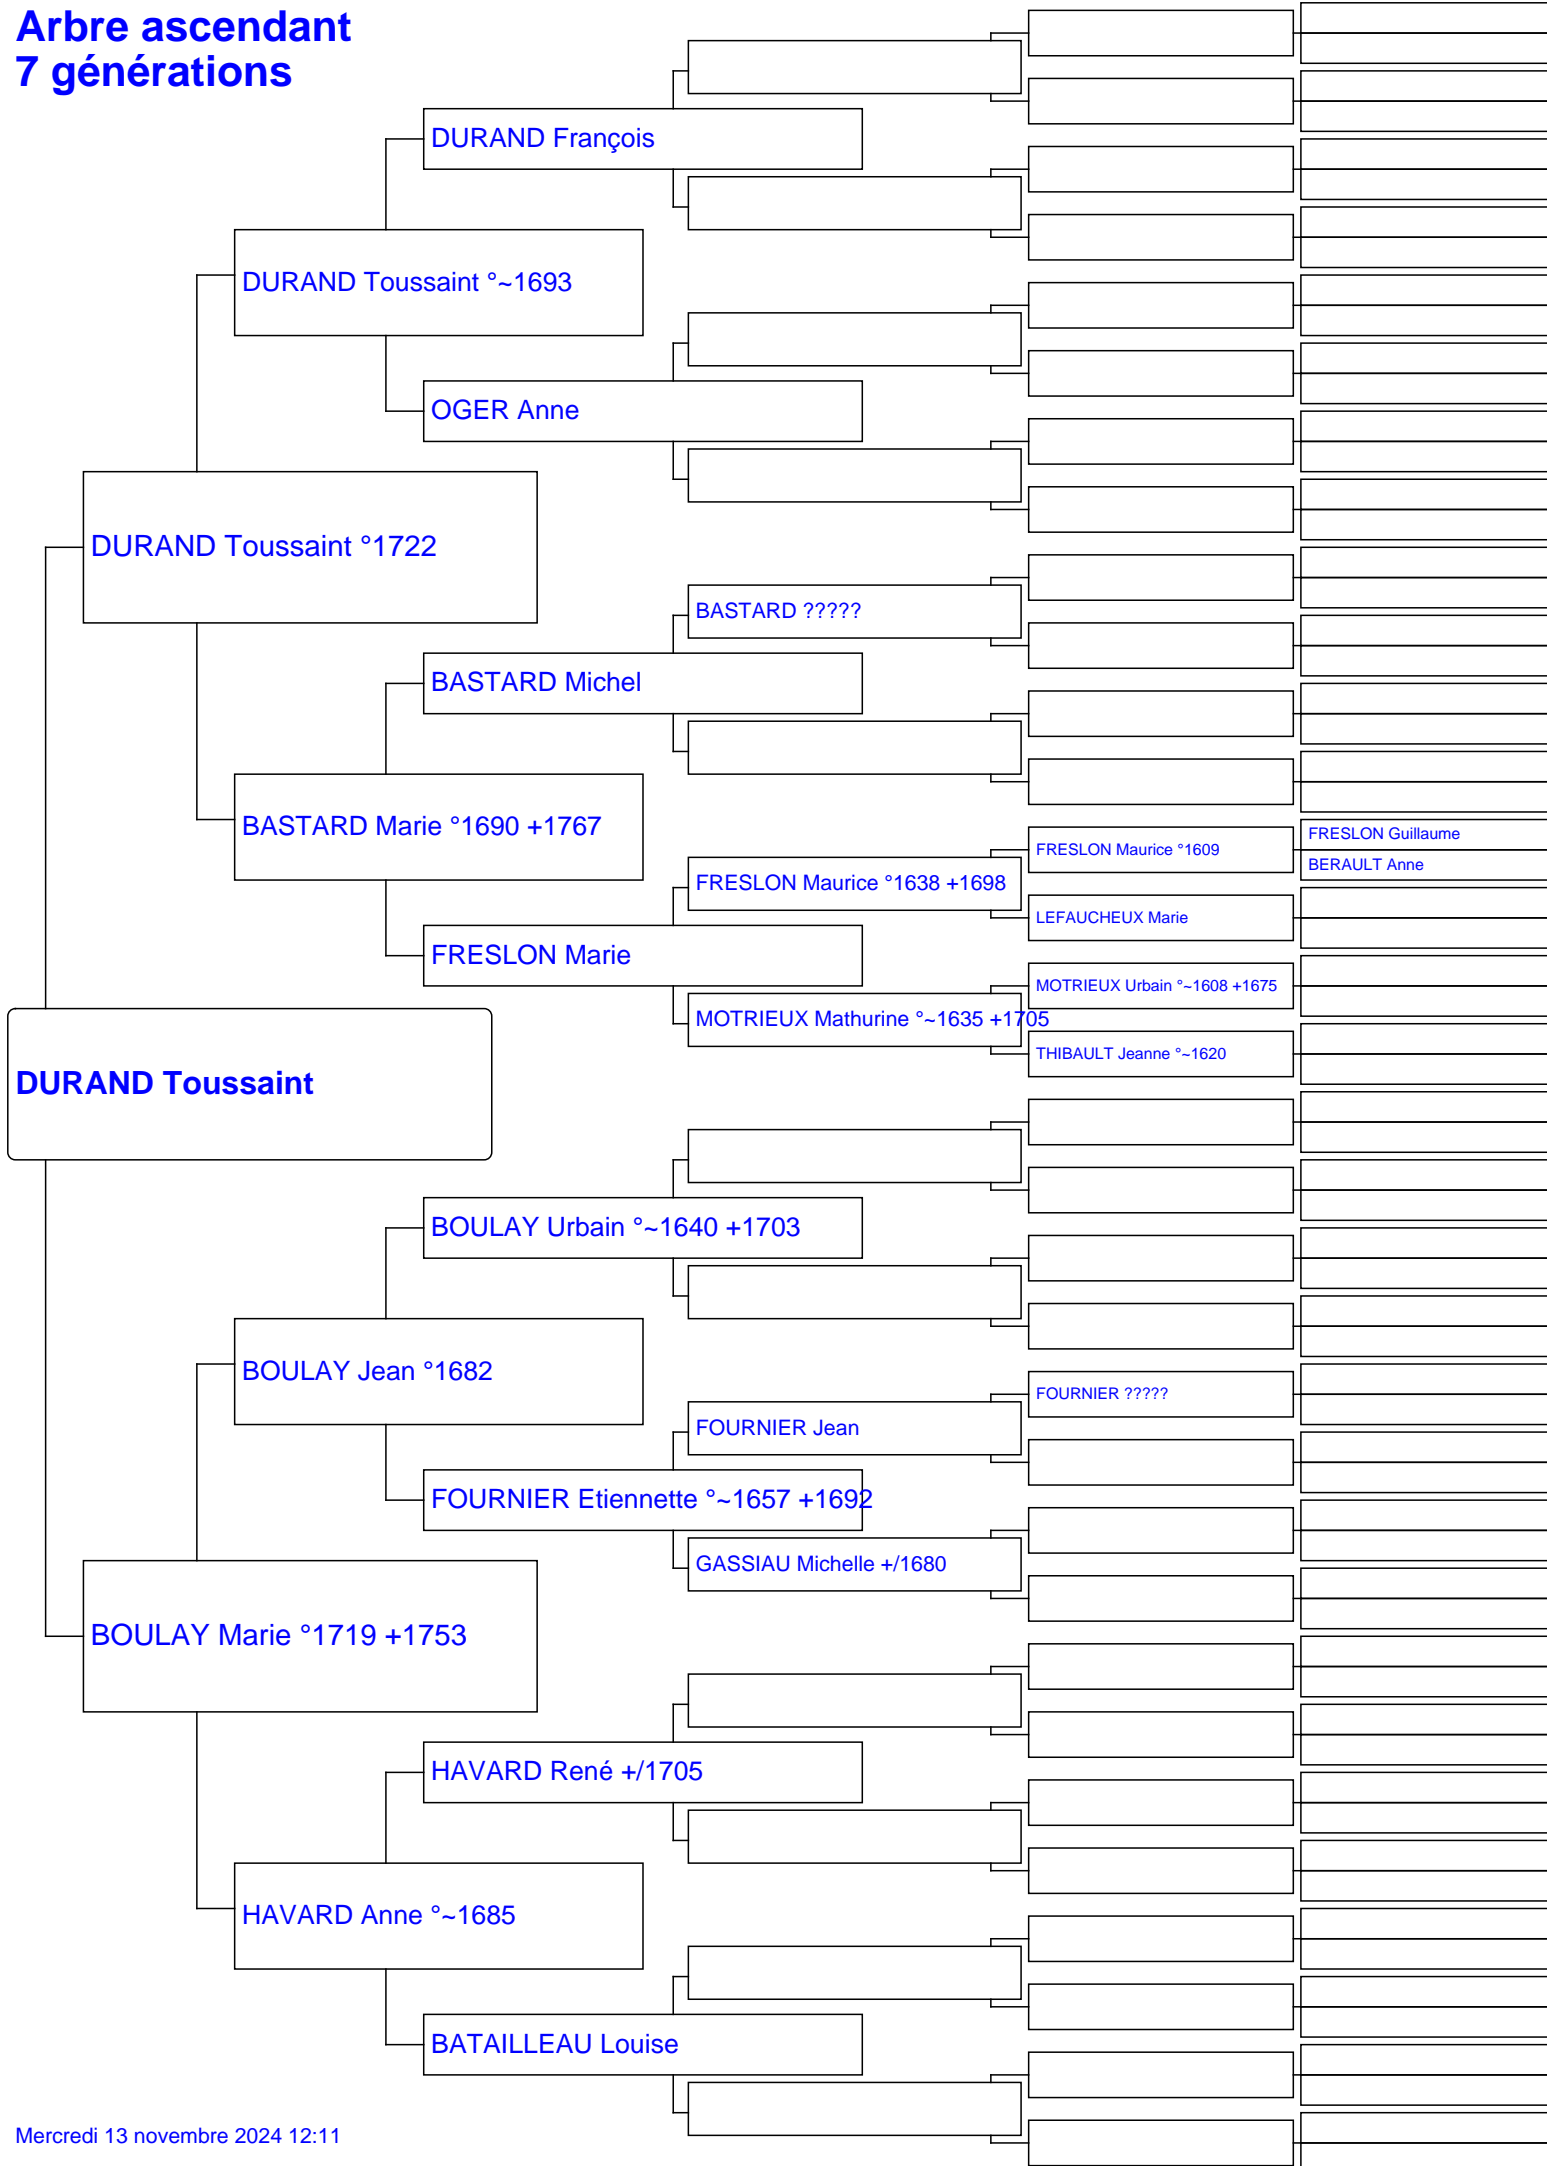 Arbre ascendant
7 générations
DURAND François
DURAND Toussaint °~1693
OGER Anne
DURAND Toussaint °1722
BASTARD ?????
BASTARD Michel
BASTARD Marie °1690 +1767
FRESLON Guillaume
FRESLON Maurice °1609
BERAULT Anne
FRESLON Maurice °1638 +1698
LEFAUCHEUX Marie
FRESLON Marie
MOTRIEUX Urbain °~1608 +1675
MOTRIEUX Mathurine °~1635 +1705
THIBAULT Jeanne °~1620
DURAND Toussaint
BOULAY Urbain °~1640 +1703
BOULAY Jean °1682
FOURNIER ?????
FOURNIER Jean
FOURNIER Etiennette °~1657 +1692
GASSIAU Michelle +/1680
BOULAY Marie °1719 +1753
HAVARD René +/1705
HAVARD Anne °~1685
BATAILLEAU Louise
Mercredi 13 novembre 2024 12:11